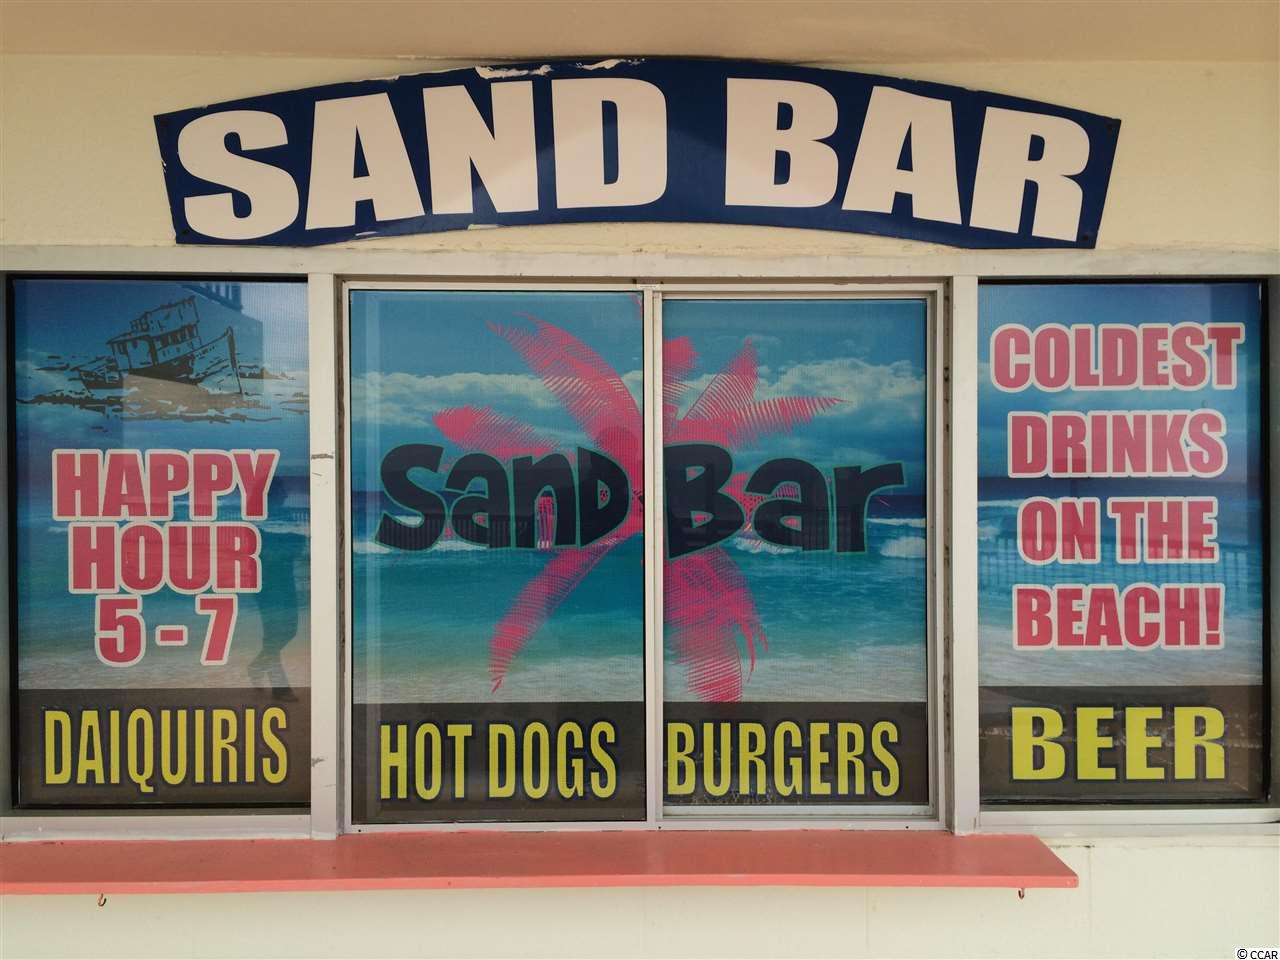 SAND BAR
HAPPY
HOUR
5 - 7
DAIQUIRIS
Sand Bar
HOT DOGS BURGERS
COLDEST
DRINKS
ON THE
BEACH!
BEER
© CCAR